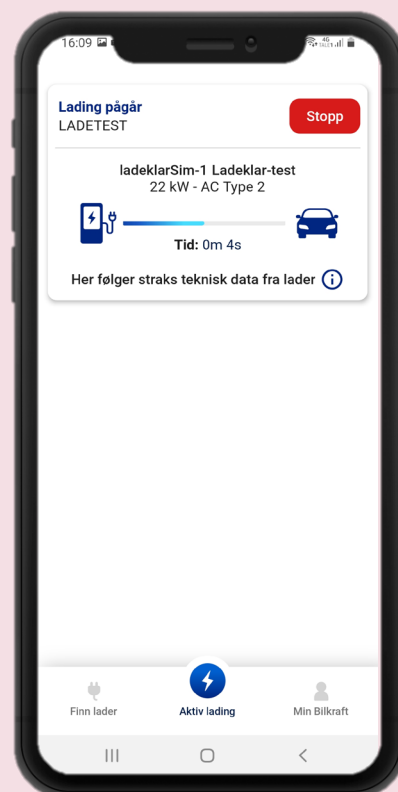 16:09
4G
Lading pågår
LADETEST
Stopp
ladeklarSim-1 Ladeklar-test
22 kW - AC Type 2
Tid: 0m 4s
Her følger straks teknisk data fra lader
Finn lader
Aktiv lading
Min Bilkraft